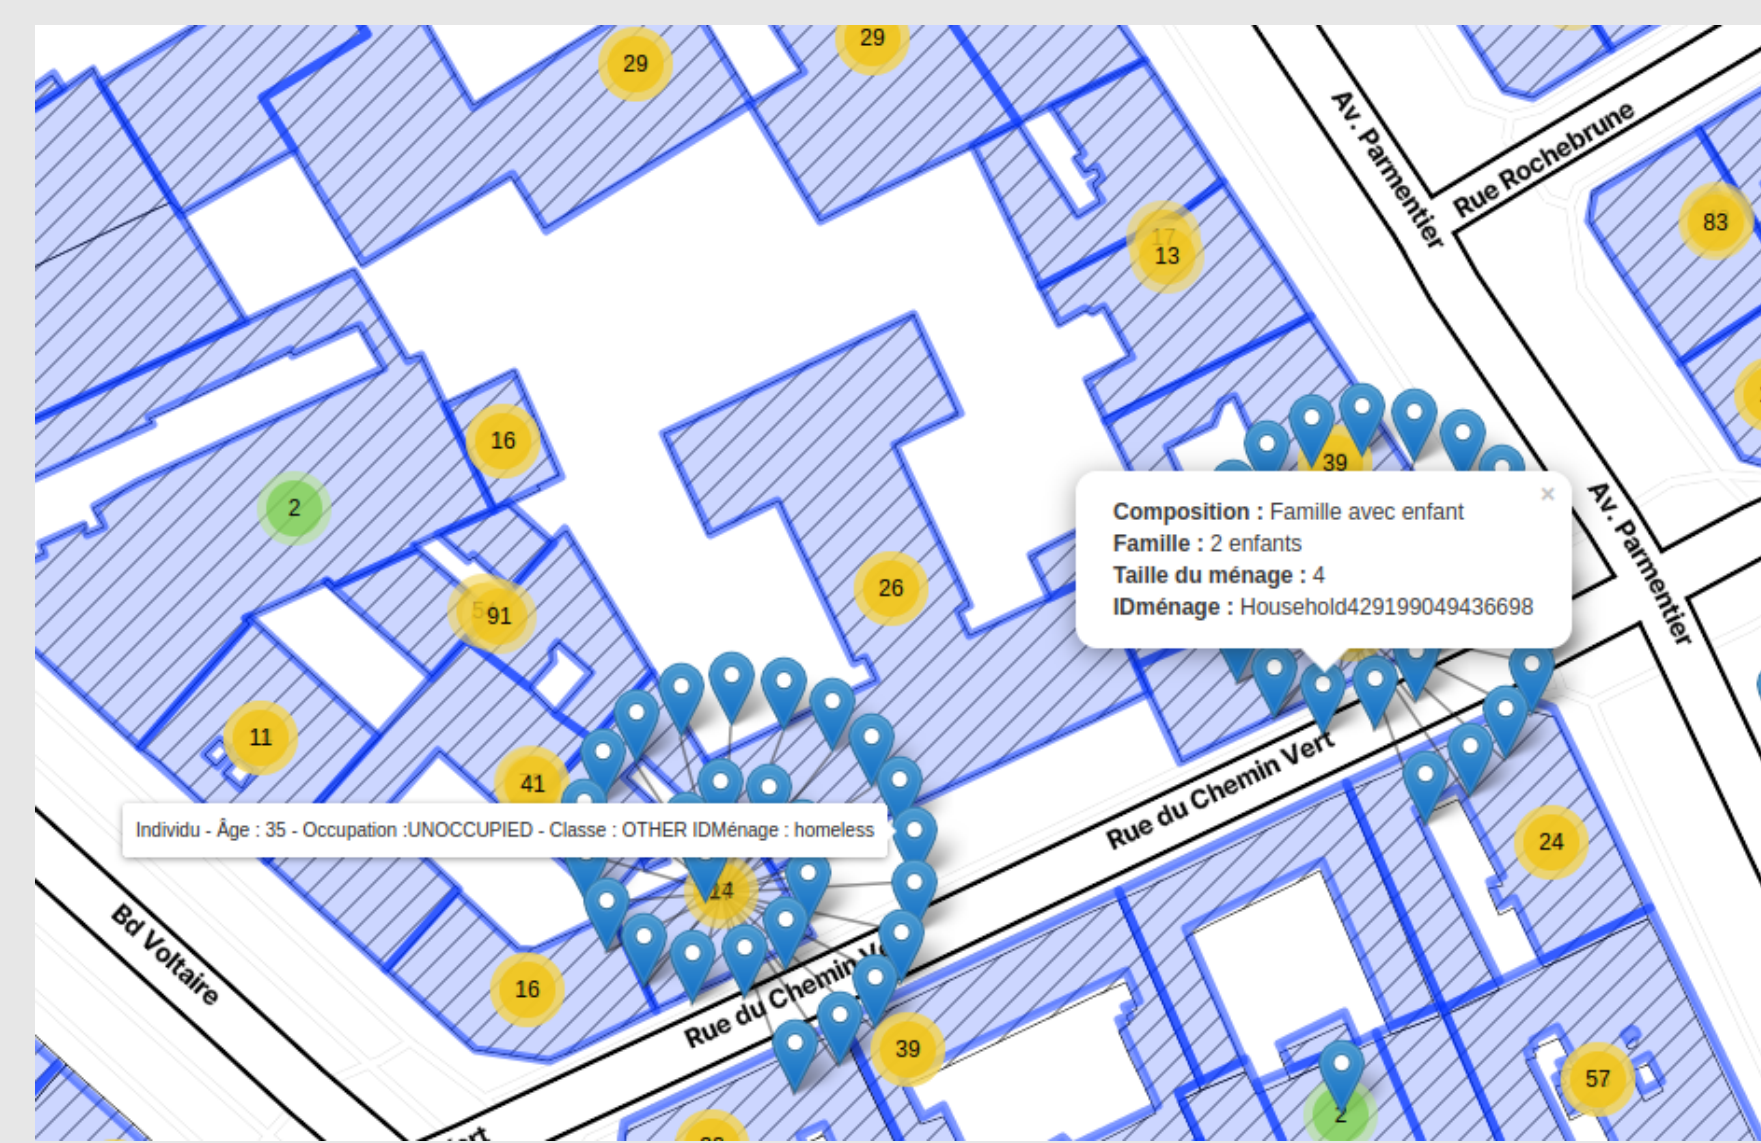 29
29
Av. Parmentier
Rue Rochebrune
83
17
13
16
39
2
Composition : Famille avec enfant
Famille : 2 enfants
Taille du ménage : 4
IDménage : Household429199049436698
×
Av. Parmentier
26
91
11
41
Rue du Chemin Vert
Individu - Âge : 35 - Occupation :UNOCCUPIED - Classe : OTHER IDMénage : homeless
24
14
Bd Voltaire
16
Rue du Chemin
39
57
2